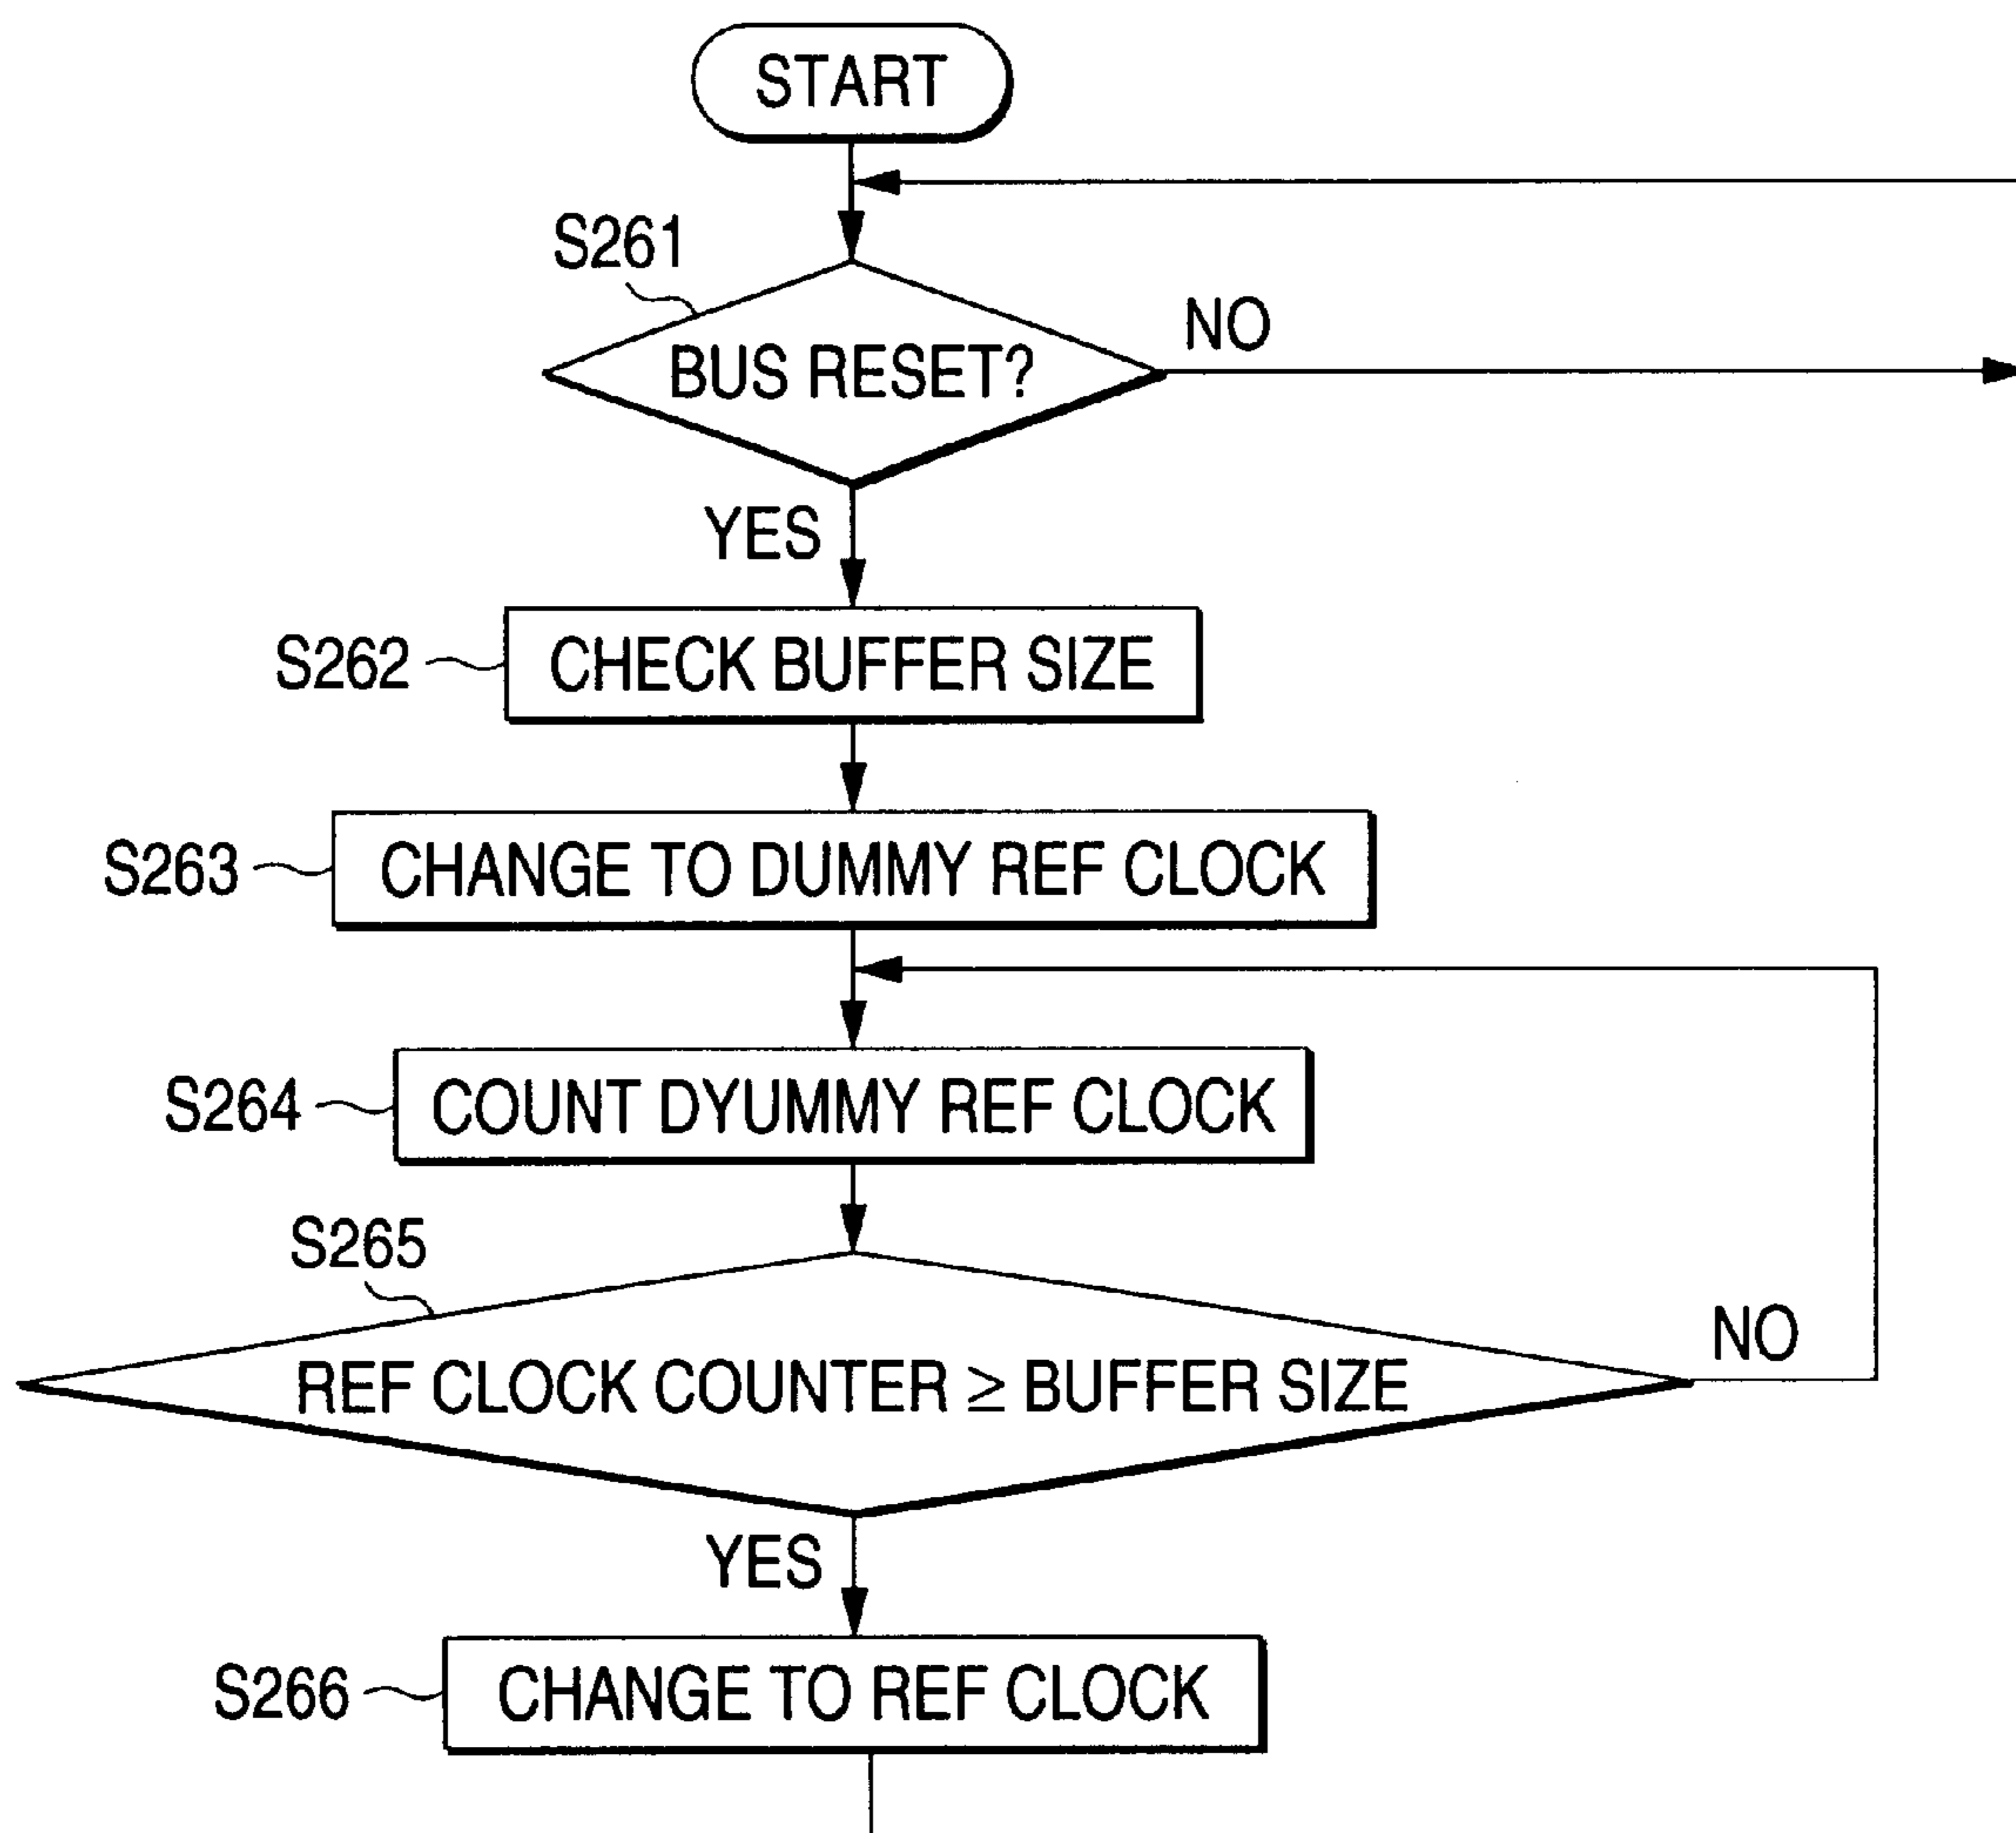 START
S261
NO
BUS RESET?
YES
S262
CHECK BUFFER SIZE
S263
CHANGE TO DUMMY REF CLOCK
S264
COUNT DYUMMY REF CLOCK
S265
NO
REF CLOCK COUNTER ≥ BUFFER SIZE
YES
S266
CHANGE TO REF CLOCK